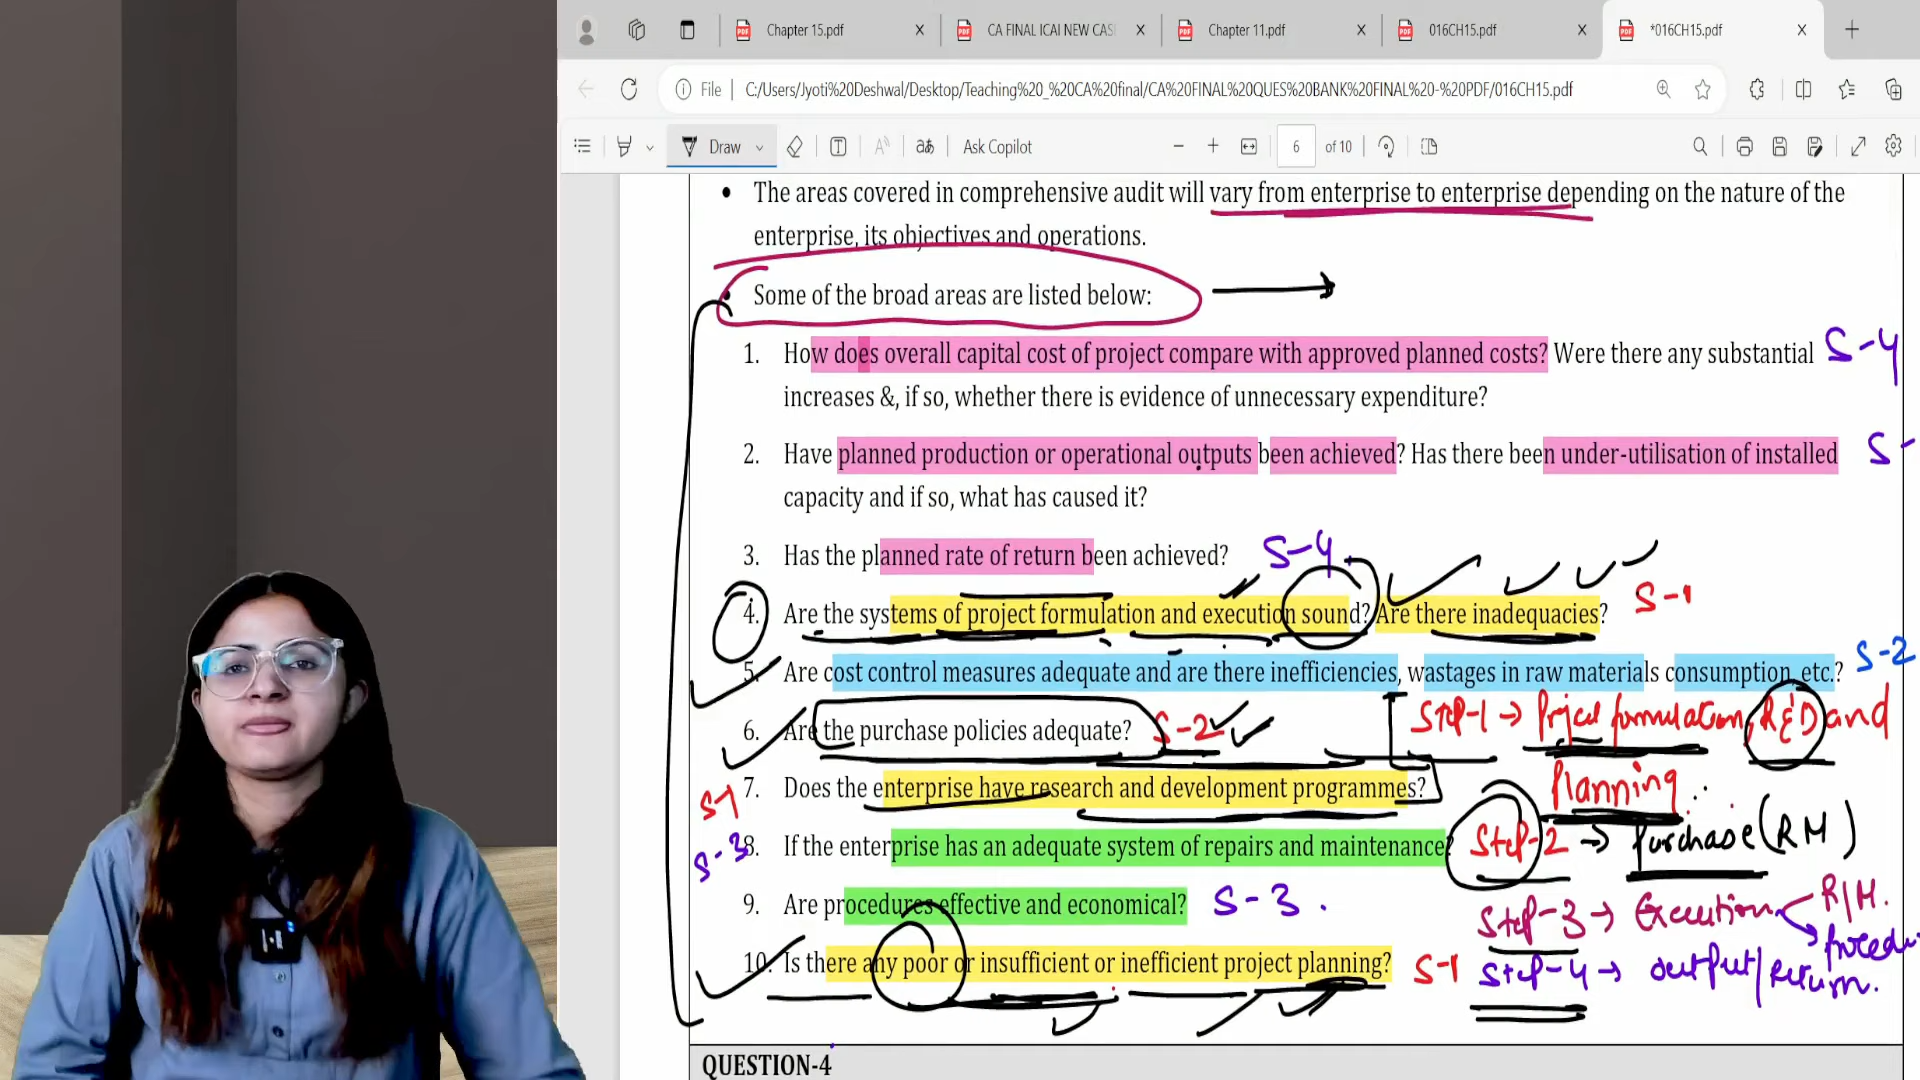 Chapter 15.pdf
CA FINAL ICAI NEW CAS
Chapter 11.pdf
016CH15.pdf
*016CH15.pdf
File
C:/Users/Jyoti%20Deshwal/Desktop/Teaching%20_%20CA%20final/CA%20FINAL%20QUES%20BANK%20FINAL%20-%20PDF/016CH15.pdf
Draw
Ask Copilot
6 of 10
• The areas covered in comprehensive audit will vary from enterprise to enterprise depending on the nature of the
enterprise, its objectives and operations.
• Some of the broad areas are listed below:
1. How does overall capital cost of project compare with approved planned costs? Were there any substantial S-4
increases &, if so, whether there is evidence of unnecessary expenditure?
2. Have planned production or operational outputs been achieved? Has there been under-utilisation of installed S-
capacity and if so, what has caused it?
3. Has the planned rate of return been achieved? S-4
4. Are the systems of project formulation and execution sound? Are there inadequacies? S-1
5. Are cost control measures adequate and are there inefficiencies, wastages in raw materials consumption, etc.? S-2
6. Are the purchase policies adequate? S-2 Step-1 → Project formulation, R&D and
Planning
S-1 7. Does the enterprise have research and development programmes?
S-3 8. If the enterprise has an adequate system of repairs and maintenance? Step-2 → Purchase (RM)
9. Are procedures effective and economical? S-3 Step-3 → Execution R/M.
Procedu
10. Is there any poor or insufficient or inefficient project planning? S-1 Step-4 → output/return.
QUESTION-4